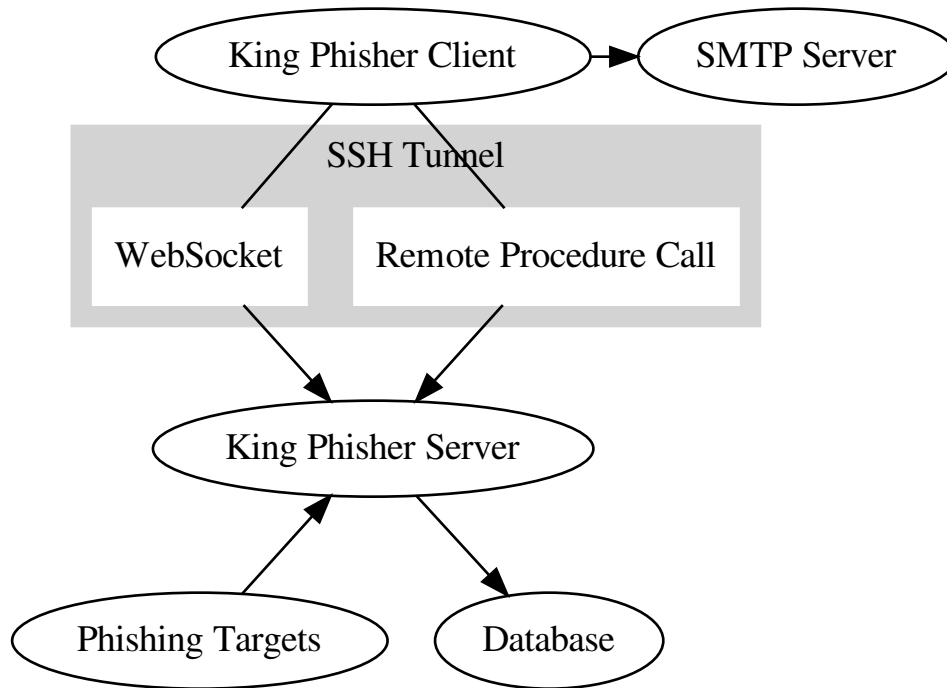 King Phisher Client
SMTP Server
SSH Tunnel
WebSocket
Remote Procedure Call
King Phisher Server
Phishing Targets
Database